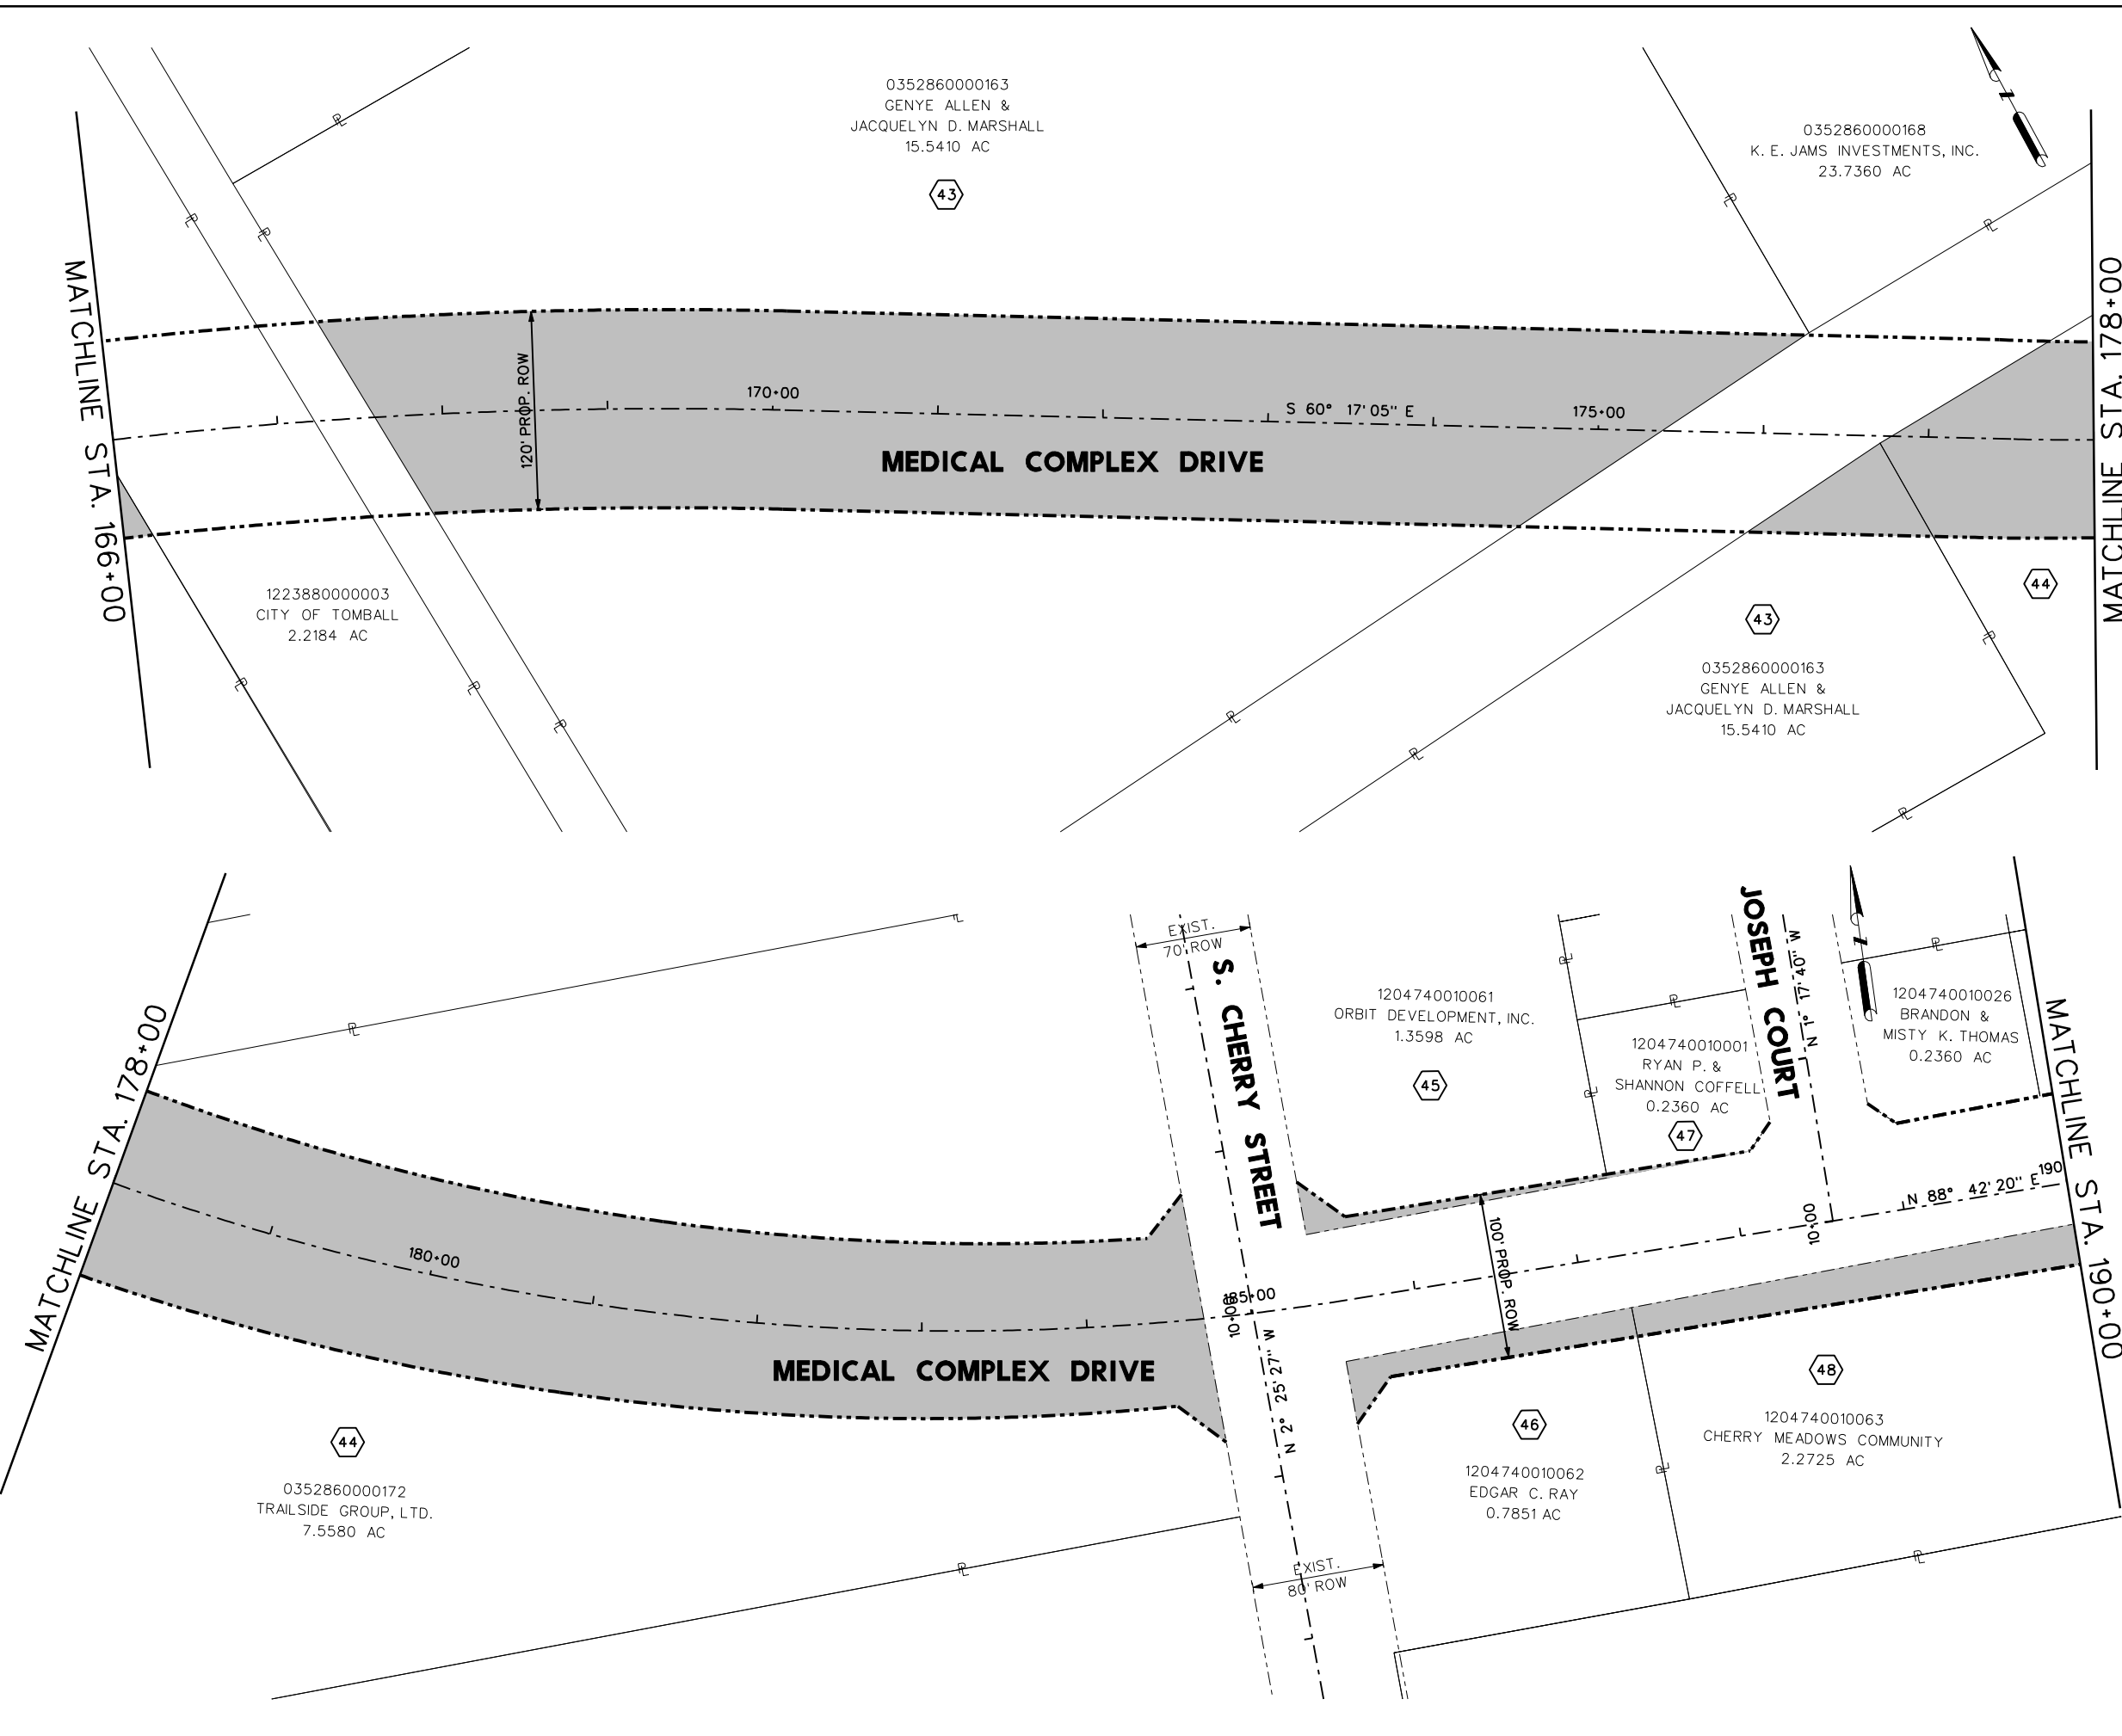 0352860000163
GENYE ALLEN &
JACQUELYN D. MARSHALL
15.5410 AC
43
0352860000168
K. E. JAMS INVESTMENTS, INC.
23.7360 AC
MATCHLINE STA. 166+00
MATCHLINE STA. 178+00
120' PROP. ROW
170+00
S 60° 17' 05" E
175+00
MEDICAL COMPLEX DRIVE
1223880000003
CITY OF TOMBALL
2.2184 AC
44
43
0352860000163
GENYE ALLEN &
JACQUELYN D. MARSHALL
15.5410 AC
MATCHLINE STA. 178+00
EXIST.
70' ROW
S. CHERRY STREET
JOSEPH COURT
N 1° 17' 40" W
1204740010061
ORBIT DEVELOPMENT, INC.
1.3598 AC
45
1204740010001
RYAN P. &
SHANNON COFFELL
0.2360 AC
47
1204740010026
BRANDON &
MISTY K. THOMAS
0.2360 AC
MATCHLINE STA. 190+00
180+00
185+00
10+00
100' PROP. ROW
10+00
N 88° 42' 20" E
190
MEDICAL COMPLEX DRIVE
N 2° 25' 27" W
44
0352860000172
TRAILSIDE GROUP, LTD.
7.5580 AC
46
1204740010062
EDGAR C. RAY
0.7851 AC
48
1204740010063
CHERRY MEADOWS COMMUNITY
2.2725 AC
EXIST.
80' ROW